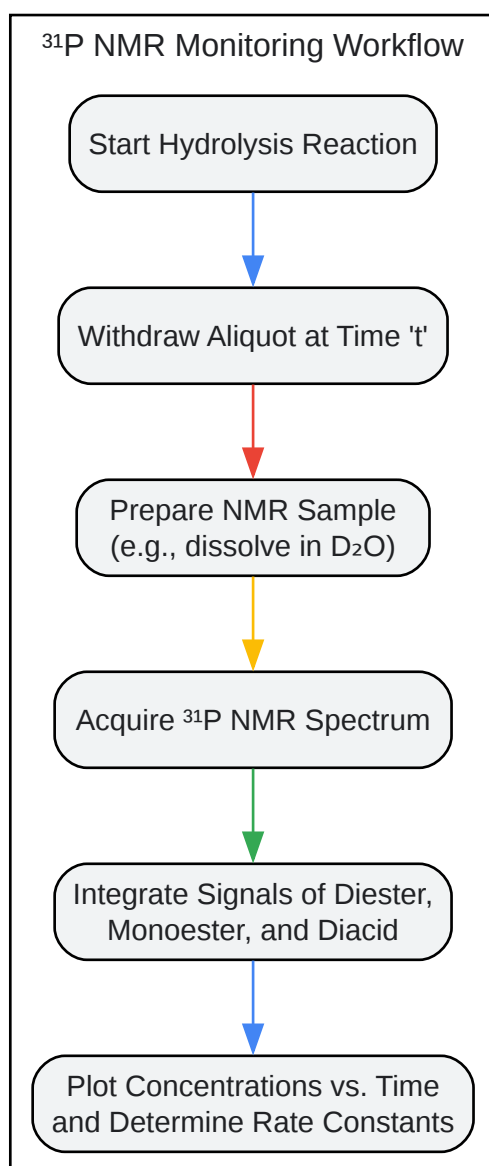 ³¹P NMR Monitoring Workflow
Start Hydrolysis Reaction
Withdraw Aliquot at Time 't'
Prepare NMR Sample
(e.g., dissolve in D₂O)
Acquire ³¹P NMR Spectrum
Integrate Signals of Diester,
Monoester, and Diacid
Plot Concentrations vs. Time
and Determine Rate Constants